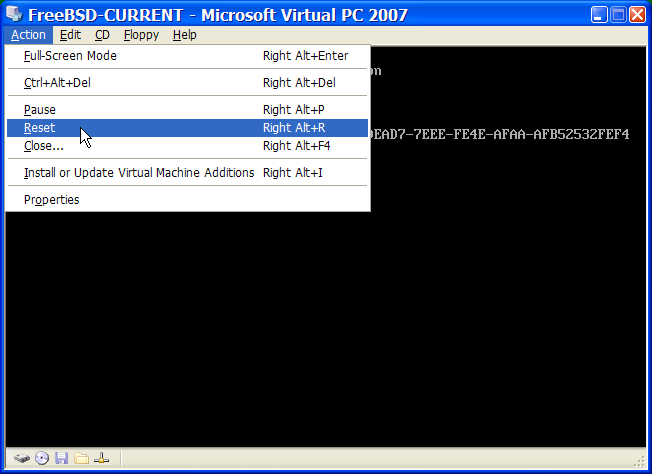 FreeBSD-CURRENT - Microsoft Virtual PC 2007
Action Edit CD Floppy Help
Full-Screen Mode Right Alt+Enter
Ctrl+Alt+Del Right Alt+Del
Pause Right Alt+P
Reset Right Alt+R
Close... Right Alt+F4
Install or Update Virtual Machine Additions Right Alt+I
Properties
on
DEAD7-7EEE-FE4E-AFAA-AFB52532FEF4